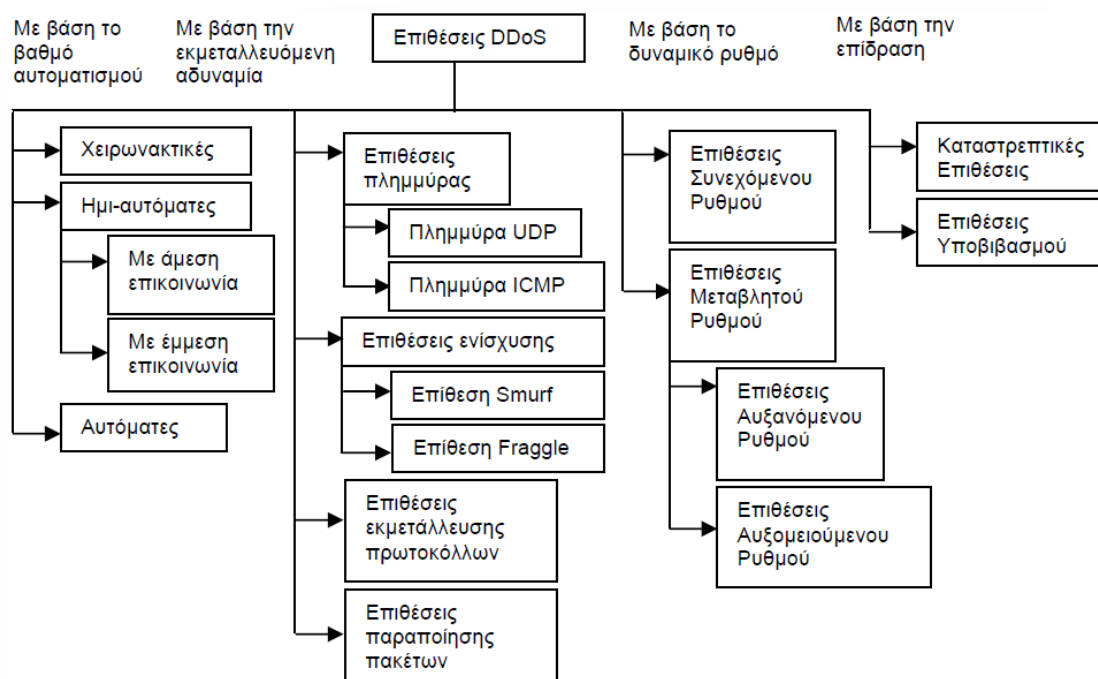 Με βάση το
βαθμό
αυτοματισμού
Με βάση την
εκμεταλλευόμενη
αδυναμία
Επιθέσεις DDoS
Με βάση το
δυναμικό ρυθμό
Με βάση την
επίδραση
Χειρωνακτικές
Ημι-αυτόματες
Με άμεση
επικοινωνία
Με έμμεση
επικοινωνία
Αυτόματες
Επιθέσεις
πλημμύρας
Πλημμύρα UDP
Πλημμύρα ICMP
Επιθέσεις ενίσχυσης
Επίθεση Smurf
Επίθεση Fraggle
Επιθέσεις
εκμετάλλευσης
πρωτοκόλλων
Επιθέσεις
παραποίησης
πακέτων
Επιθέσεις
Συνεχόμενου
Ρυθμού
Επιθέσεις
Μεταβλητού
Ρυθμού
Επιθέσεις
Αυξανόμενου
Ρυθμού
Επιθέσεις
Αυξομειούμενου
Ρυθμού
Καταστρεπτικές
Επιθέσεις
Επιθέσεις
Υποβιβασμού